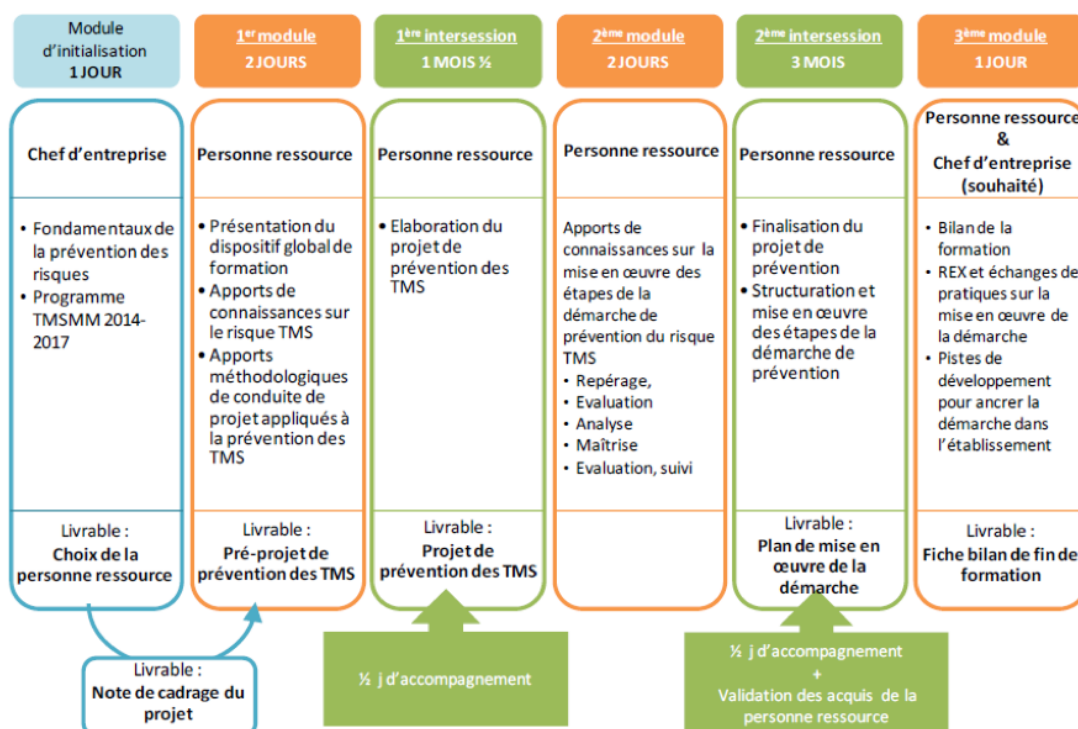 Module
d'initialisation
1 JOUR
1er module
2 JOURS
1ère intersession
1 MOIS ½
2ème module
2 JOURS
2ème intersession
3 MOIS
3ème module
1 JOUR
Chef d'entreprise
• Fondamentaux de
la prévention des
risques
• Programme
TMSMM 2014-
2017
Livrable :
Choix de la
personne ressource
Personne ressource
• Présentation du
dispositif global de
formation
• Apports de
connaissances sur
le risque TMS
• Apports
méthodologiques
de conduite de
projet appliqués à
la prévention des
TMS
Livrable :
Pré-projet de
prévention des TMS
Personne ressource
• Elaboration du
projet de
prévention des
TMS
Livrable :
Projet de
prévention des TMS
Personne ressource
Apports de
connaissances sur la
mise en œuvre des
étapes de la
démarche de
prévention du risque
TMS
• Repérage,
• Evaluation
• Analyse
• Maîtrise
• Evaluation, suivi
Personne ressource
• Finalisation du
projet de
prévention
• Structuration et
mise en œuvre
des étapes de la
démarche de
prévention
Livrable :
Plan de mise en
œuvre de la
démarche
Personne ressource
&
Chef d'entreprise
(souhaité)
• Bilan de la
formation
• REX et échanges de
pratiques sur la
mise en œuvre de
la démarche
• Pistes de
développement
pour ancrer la
démarche dans
l'établissement
Livrable :
Fiche bilan de fin de
formation
Livrable :
Note de cadrage du
projet
½ j d'accompagnement
½ j d'accompagnement
+
Validation des acquis de la
personne ressource